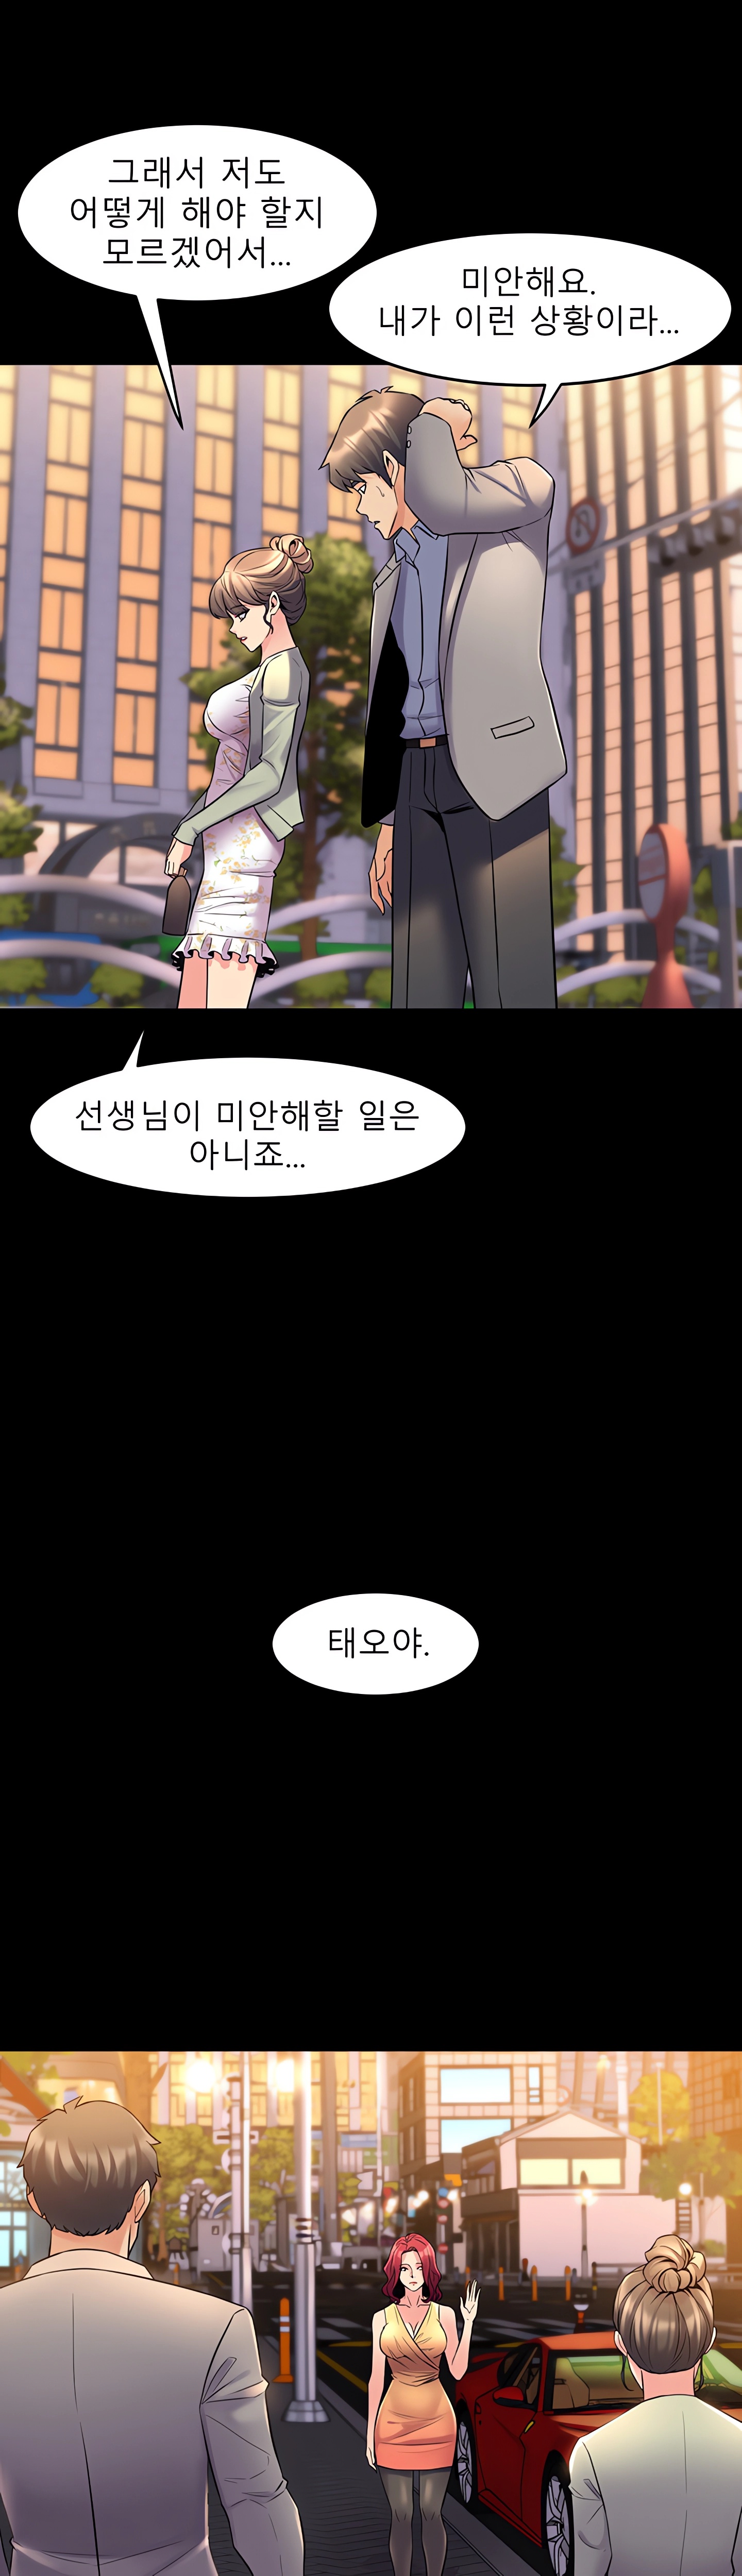 그래서 저도
어떻게 해야 할지
모르겠어서...
미안해요.
내가 이런 상황이라...
선생님이 미안해할 일은
아니죠...
태오야.